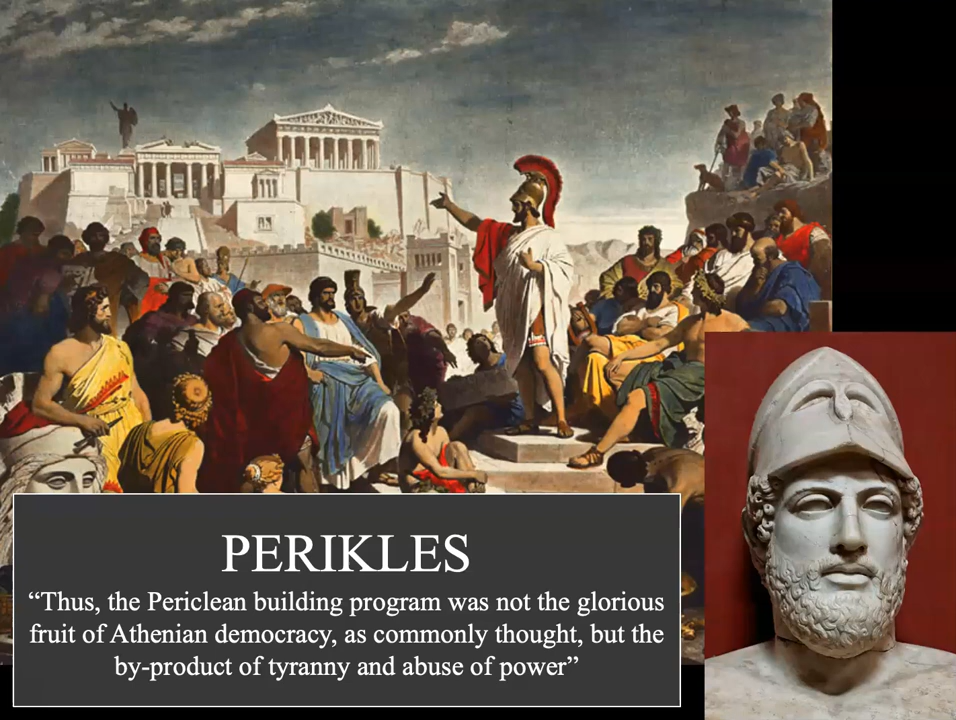 PERIKLES
“Thus, the Periclean building program was not the glorious
fruit of Athenian democracy, as commonly thought, but the
by-product of tyranny and abuse of power”